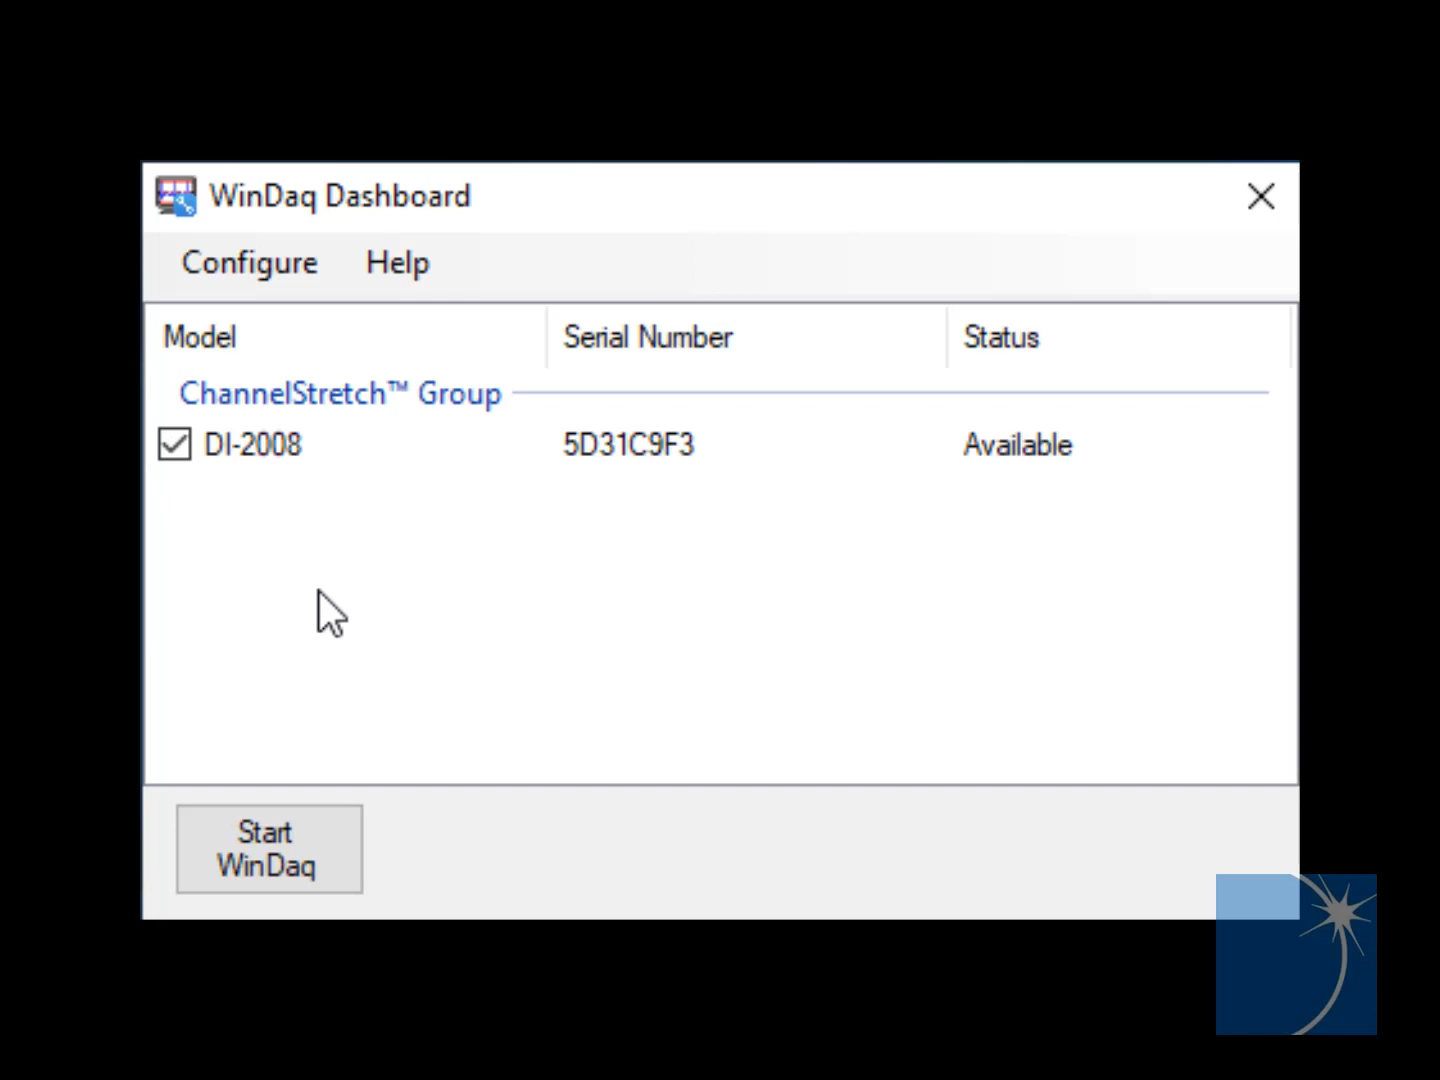 WinDaq Dashboard
Configure Help
Model Serial Number Status
ChannelStretch™ Group
DI-2008 5D31C9F3 Available
Start
WinDaq